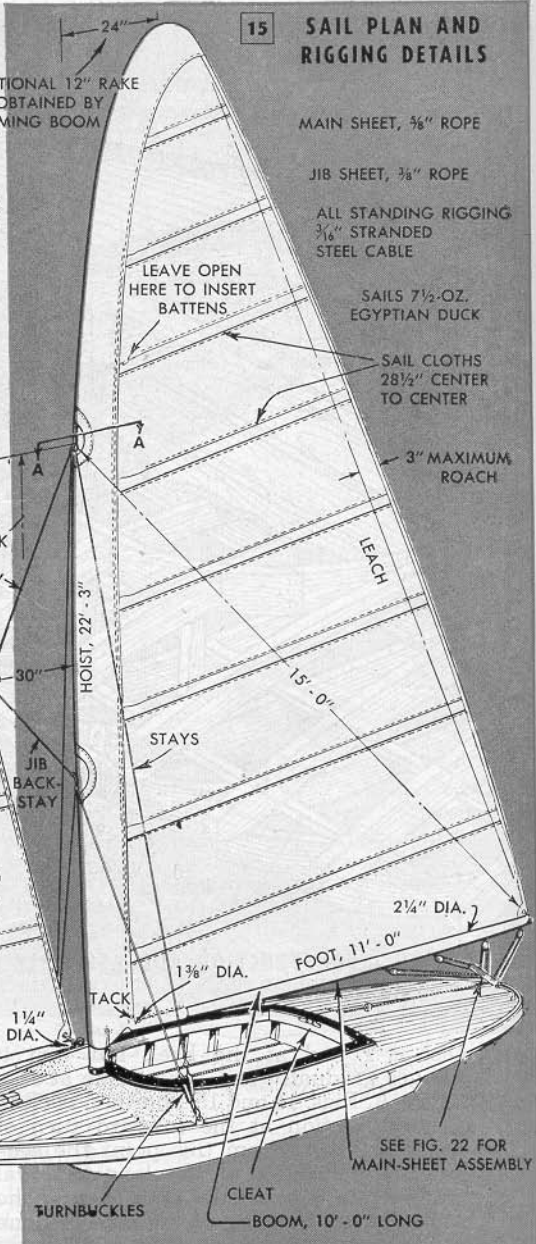 15 SAIL PLAN AND
RIGGING DETAILS
24"
TIONAL 12" RAKE
OBTAINED BY
MING BOOM
MAIN SHEET, ⅜" ROPE
JIB SHEET, ⅜" ROPE
ALL STANDING RIGGING
3/16" STRANDED
STEEL CABLE
LEAVE OPEN
HERE TO INSERT
BATTENS
SAILS 7½-OZ.
EGYPTIAN DUCK
SAIL CLOTHS
28½" CENTER
TO CENTER
A
A
3" MAXIMUM
ROACH
K
LEACH
HOIST, 22' - 3"
30"
15' - 0"
STAYS
JIB
BACK-
STAY
2¼" DIA.
FOOT, 11' - 0"
1⅜" DIA.
TACK
1¼"
DIA.
SEE FIG. 22 FOR
MAIN-SHEET ASSEMBLY
CLEAT
TURNBUCKLES
BOOM, 10' - 0" LONG